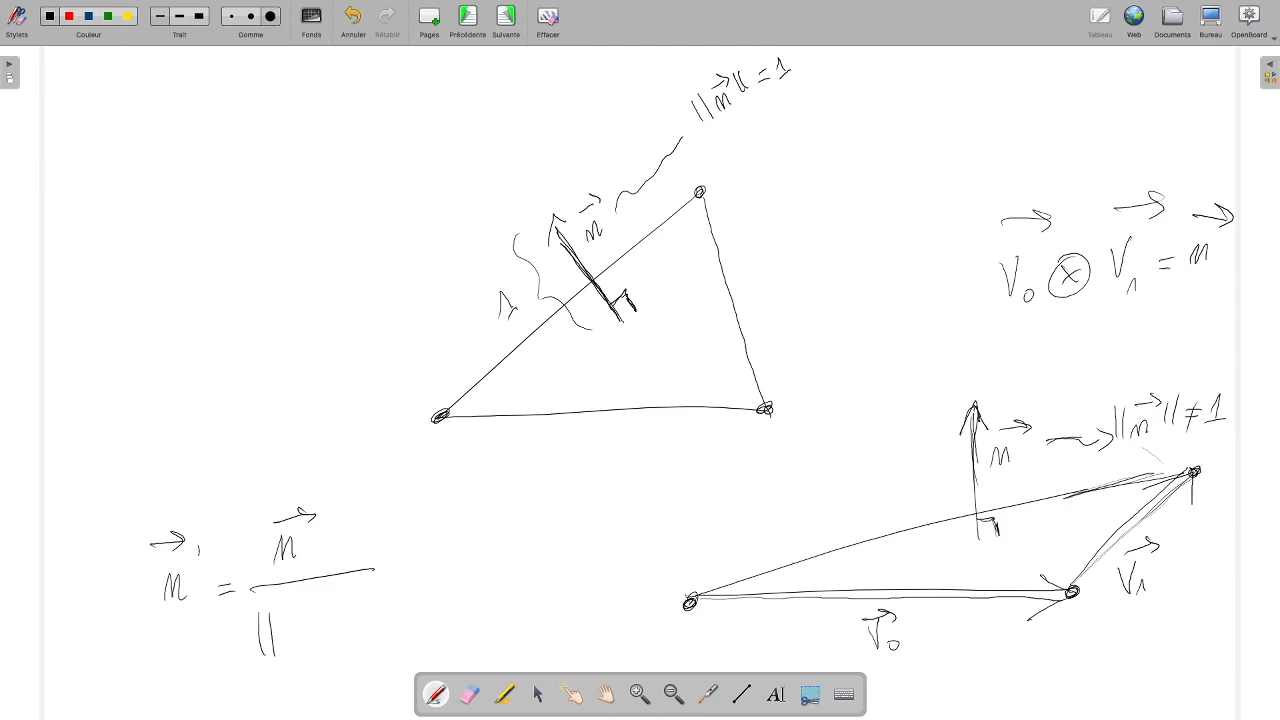 Stylets Couleur Trait Gomme Fonds Annuler Rétablir Pages Précédente Suivante Effacer Tableau Web Documents Bureau OpenBoard
||n|| = 1
n
1
V₀ ⊗ V₁ = n
n → ||n|| ≠ 1
V₁
V₀
n' = n
||